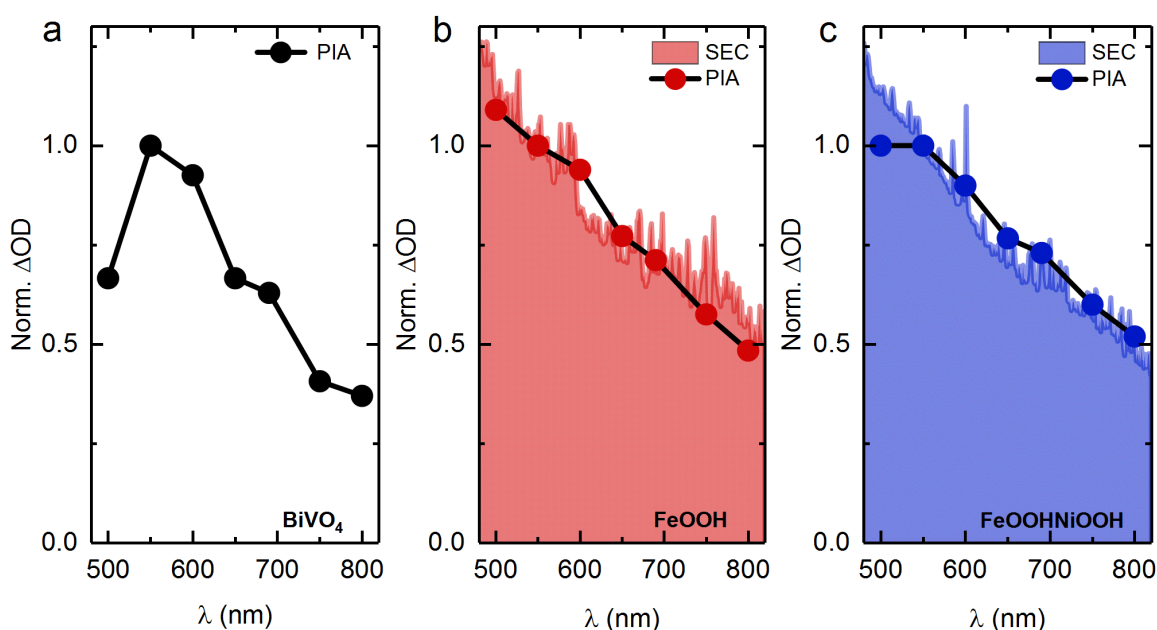 a
PIA
Norm. ΔOD
1.0
0.5
0.0
500 600 700 800
λ (nm)
BiVO₄
b
SEC
PIA
Norm. ΔOD
1.0
0.5
0.0
500 600 700 800
λ (nm)
FeOOH
c
SEC
PIA
Norm. ΔOD
1.0
0.5
0.0
500 600 700 800
λ (nm)
FeOOHNiOOH